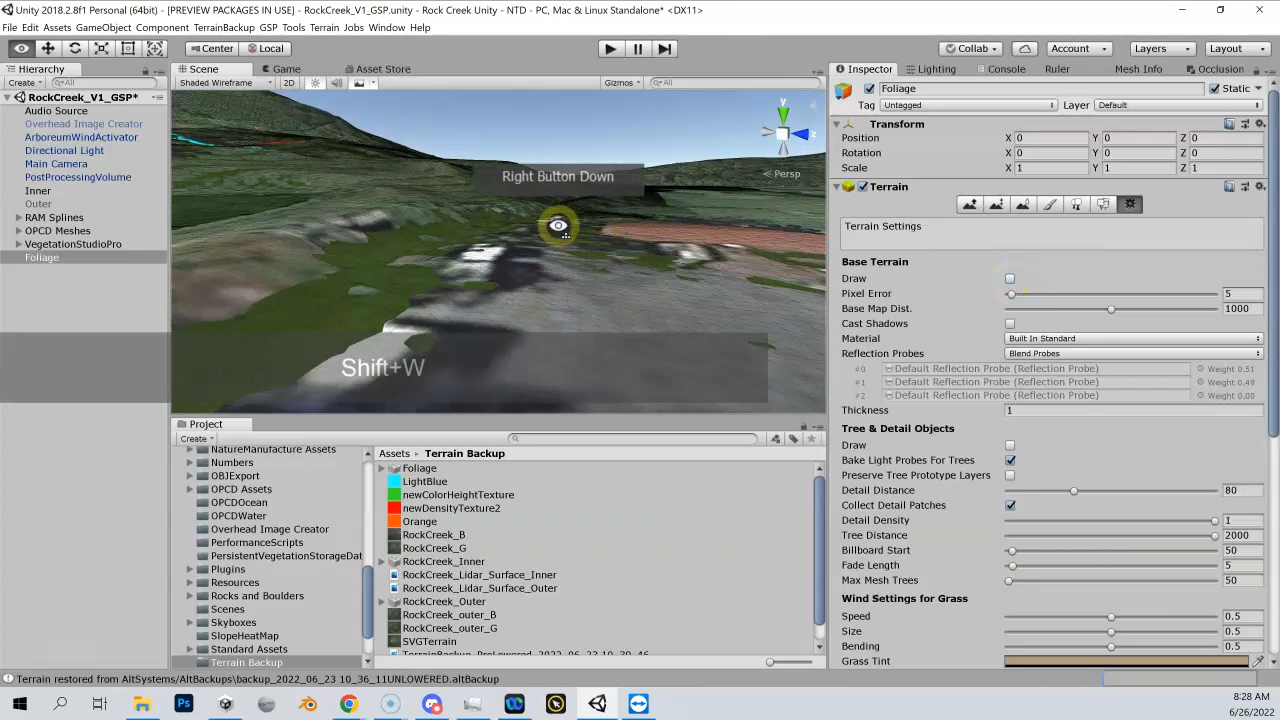 Unity 2018.2.8f1 Personal (64bit) - [PREVIEW PACKAGES IN USE] - RockCreek_V1_GSP.unity - Rock Creek Unity - NTD - PC, Mac & Linux Standalone* <DX11>
File Edit Assets GameObject Component TerrainBackup GSP Tools Terrain Jobs Window Help
Center Local Collab Account Layers Layout
Hierarchy
Create All
RockCreek_V1_GSP*
Audio Source
Overhead Image Creator
ArboreumWindActivator
Directional Light
Main Camera
PostProcessingVolume
Inner
Outer
RAM Splines
OPCD Meshes
VegetationStudioPro
Foliage
Scene Game Asset Store
Shaded Wireframe 2D Gizmos All
y
z
Persp
Right Button Down
Shift+W
Project
Create
NatureManufacture Assets
Numbers
OBJExport
OPCD Assets
OPCDOcean
OPCDWater
Overhead Image Creator
PerformanceScripts
PersistentVegetationStorageDat
Plugins
Resources
Rocks and Boulders
Scenes
Skyboxes
SlopeHeatMap
Standard Assets
Terrain Backup
Assets Terrain Backup
Foliage
LightBlue
newColorHeightTexture
newDensityTexture2
Orange
RockCreek_B
RockCreek_G
RockCreek_Inner
RockCreek_Lidar_Surface_Inner
RockCreek_Lidar_Surface_Outer
RockCreek_Outer
RockCreek_outer_B
RockCreek_outer_G
SVGTerrain
TerrainBackup_PreLowered_2022_06_23 10_39_46
Inspector Lighting Console Ruler Mesh Info Occlusion
Foliage Static
Tag Untagged Layer Default
Transform
Position X 0 Y 0 Z 0
Rotation X 0 Y 0 Z 0
Scale X 1 Y 1 Z 1
Terrain
Terrain Settings
Base Terrain
Draw
Pixel Error 5
Base Map Dist. 1000
Cast Shadows
Material Built In Standard
Reflection Probes Blend Probes
#0 Default Reflection Probe (Reflection Probe) Weight 0.51
#1 Default Reflection Probe (Reflection Probe) Weight 0.49
#2 Default Reflection Probe (Reflection Probe) Weight 0.00
Thickness 1
Tree & Detail Objects
Draw
Bake Light Probes For Trees
Preserve Tree Prototype Layers
Detail Distance 80
Collect Detail Patches
Detail Density 1
Tree Distance 2000
Billboard Start 50
Fade Length 5
Max Mesh Trees 50
Wind Settings for Grass
Speed 0.5
Size 0.5
Bending 0.5
Grass Tint
Terrain restored from AltSystems/AltBackups\backup_2022_06_23 10_36_11UNLOWERED.altBackup
Ps
8:28 AM
6/26/2022